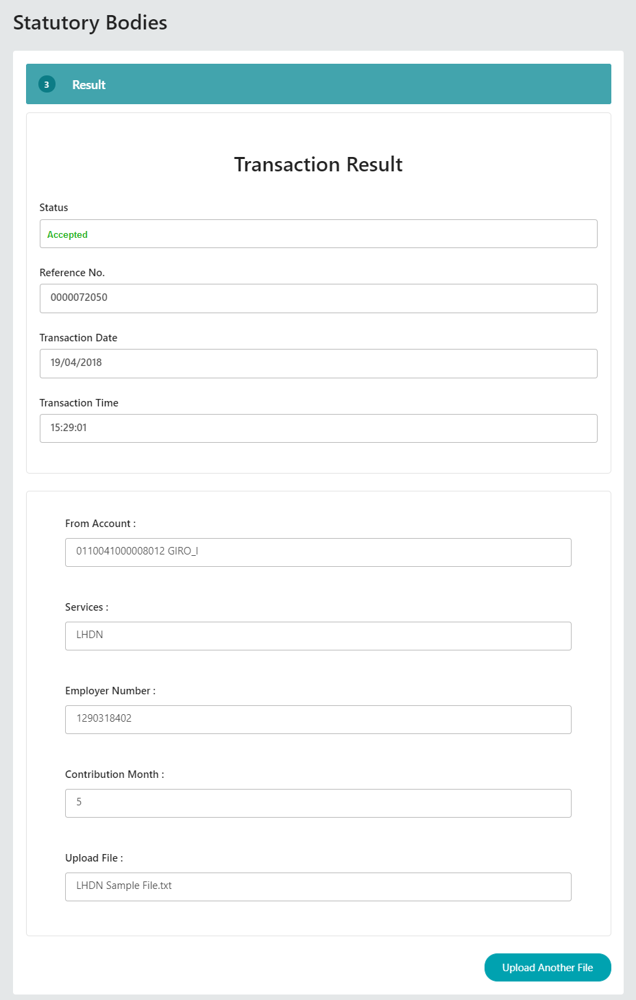 Statutory Bodies
3 Result
Transaction Result
Status
Accepted
Reference No.
0000072050
Transaction Date
19/04/2018
Transaction Time
15:29:01
From Account :
0110041000008012 GIRO_I
Services :
LHDN
Employer Number :
1290318402
Contribution Month :
5
Upload File :
LHDN Sample File.txt
Upload Another File